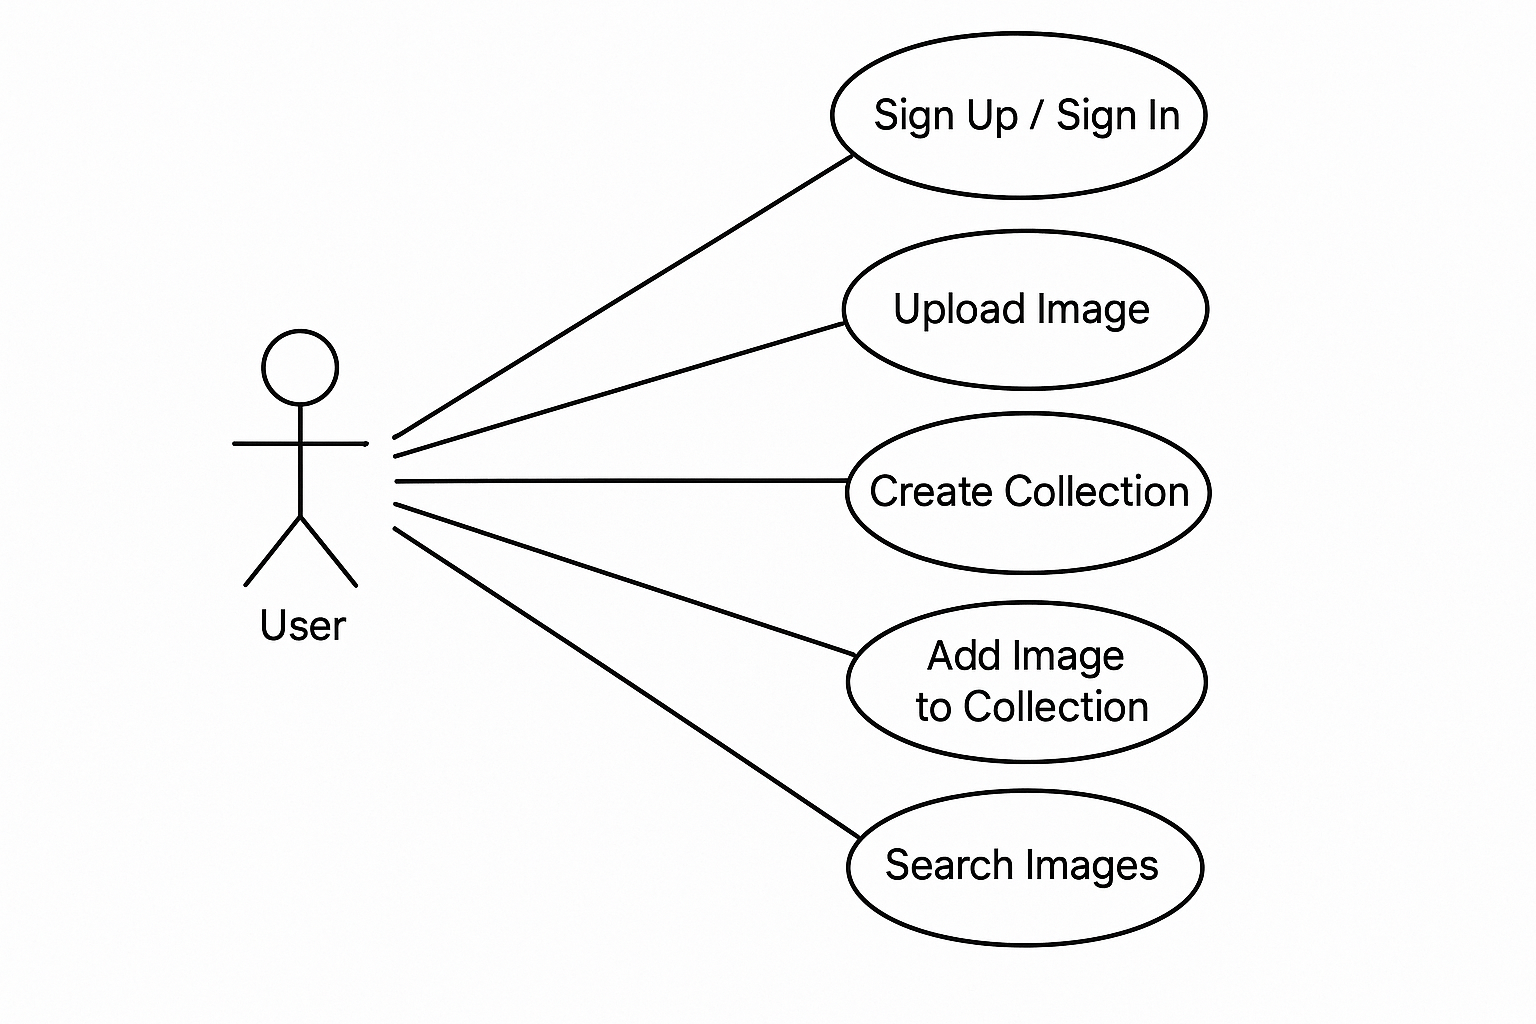 Sign Up / Sign In
Upload Image
Create Collection
Add Image
to Collection
Search Images
User